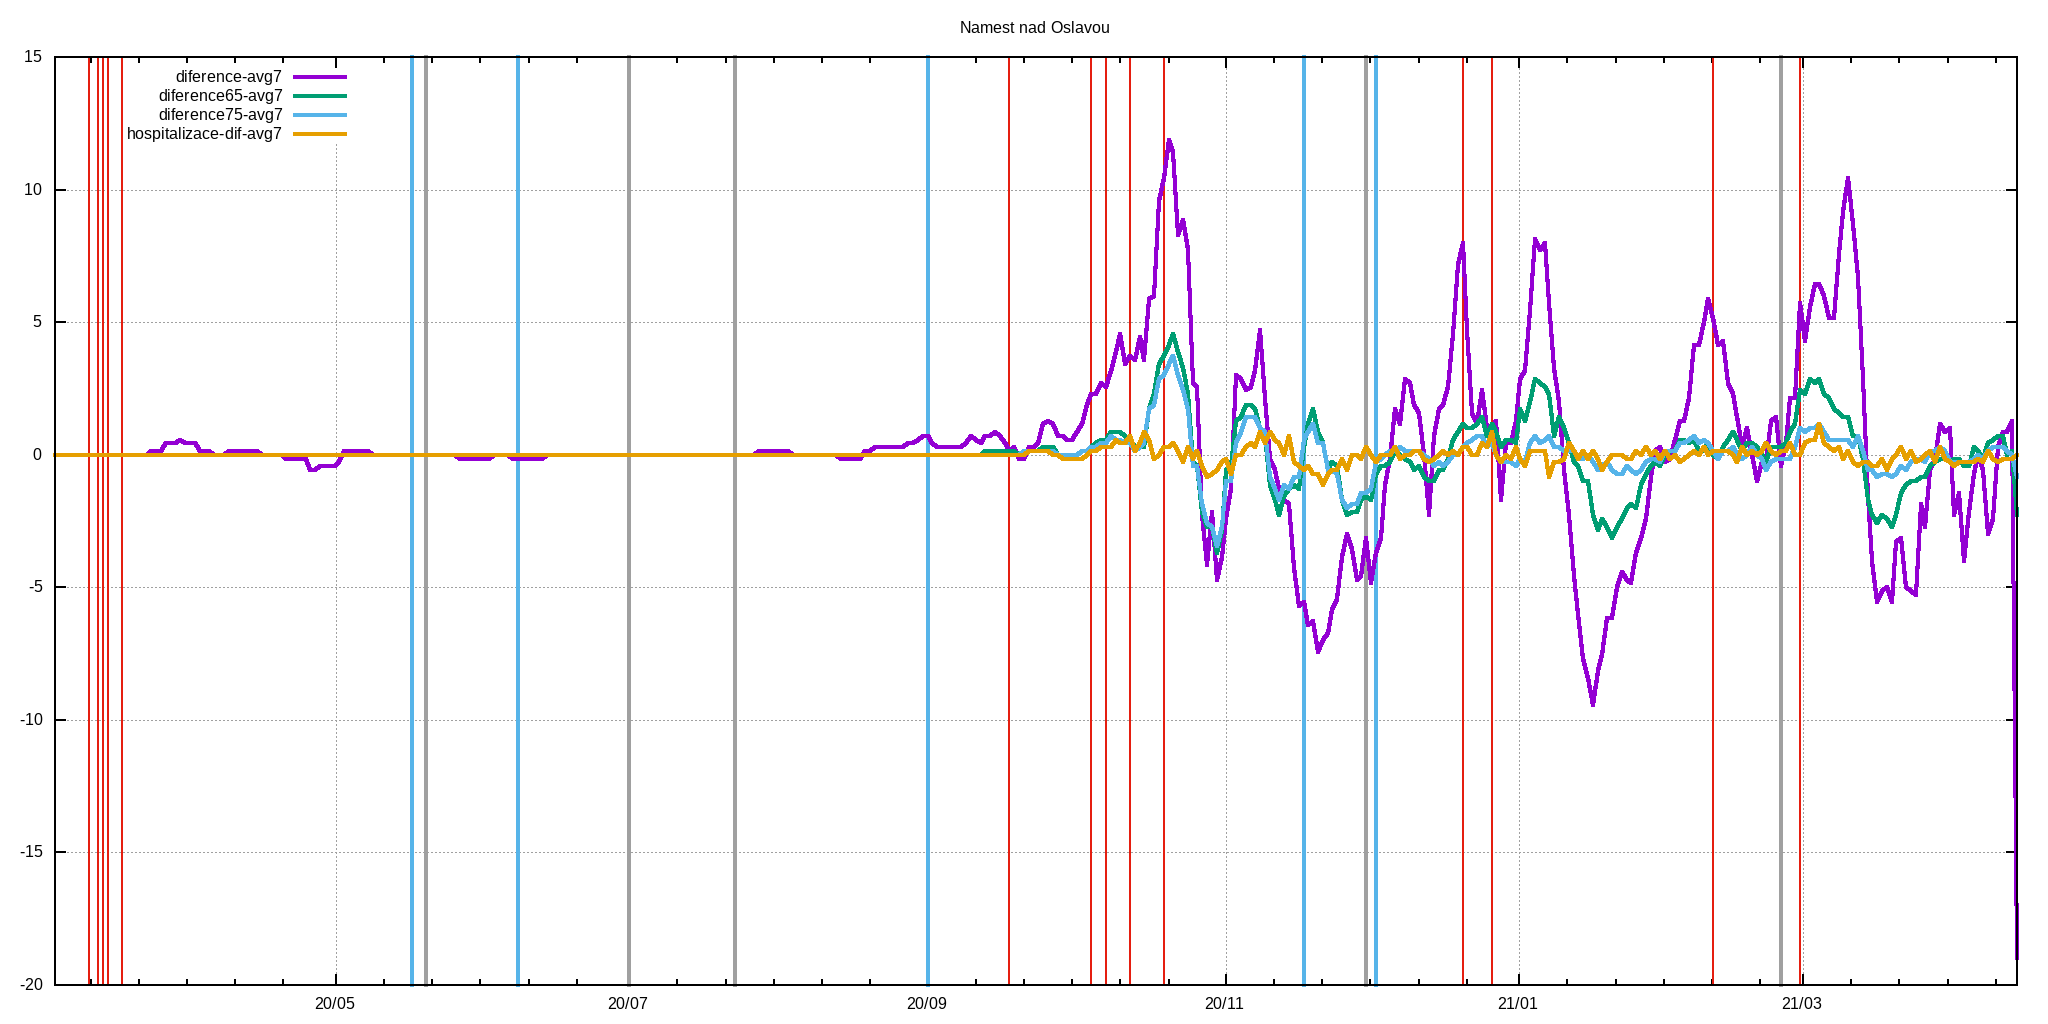 Namest nad Oslavou
15
10
5
0
-5
-10
-15
-20
diference-avg7
diference65-avg7
diference75-avg7
hospitalizace-dif-avg7
20/05
20/07
20/09
20/11
21/01
21/03